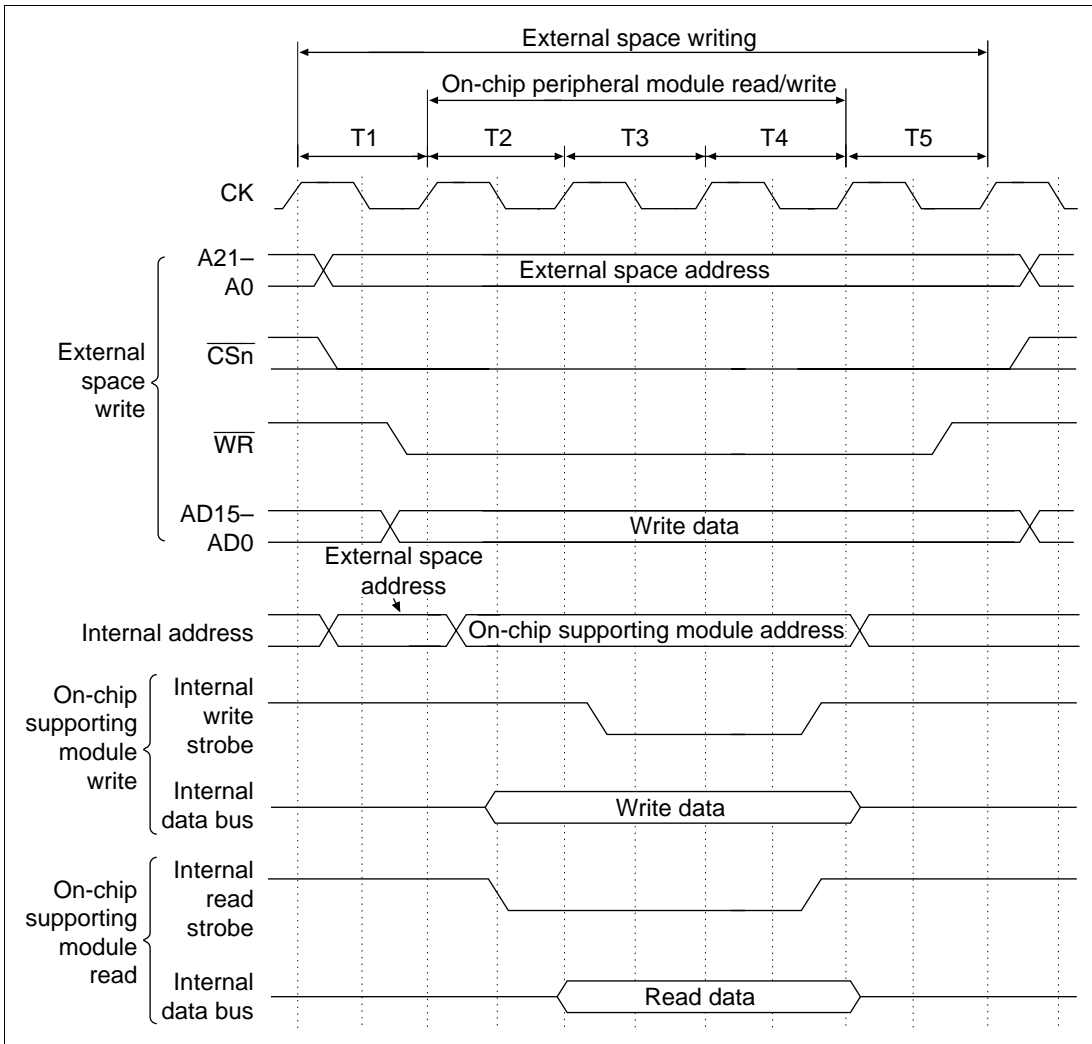 External space writing
On-chip peripheral module read/write
T1 T2 T3 T4 T5
CK
A21–
A0
External space address
External
space
write
CSn
WR
AD15–
AD0
Write data
External space
address
Internal address
On-chip supporting module address
On-chip
supporting
module
write
Internal
write
strobe
Internal
data bus
Write data
On-chip
supporting
module
read
Internal
read
strobe
Internal
data bus
Read data